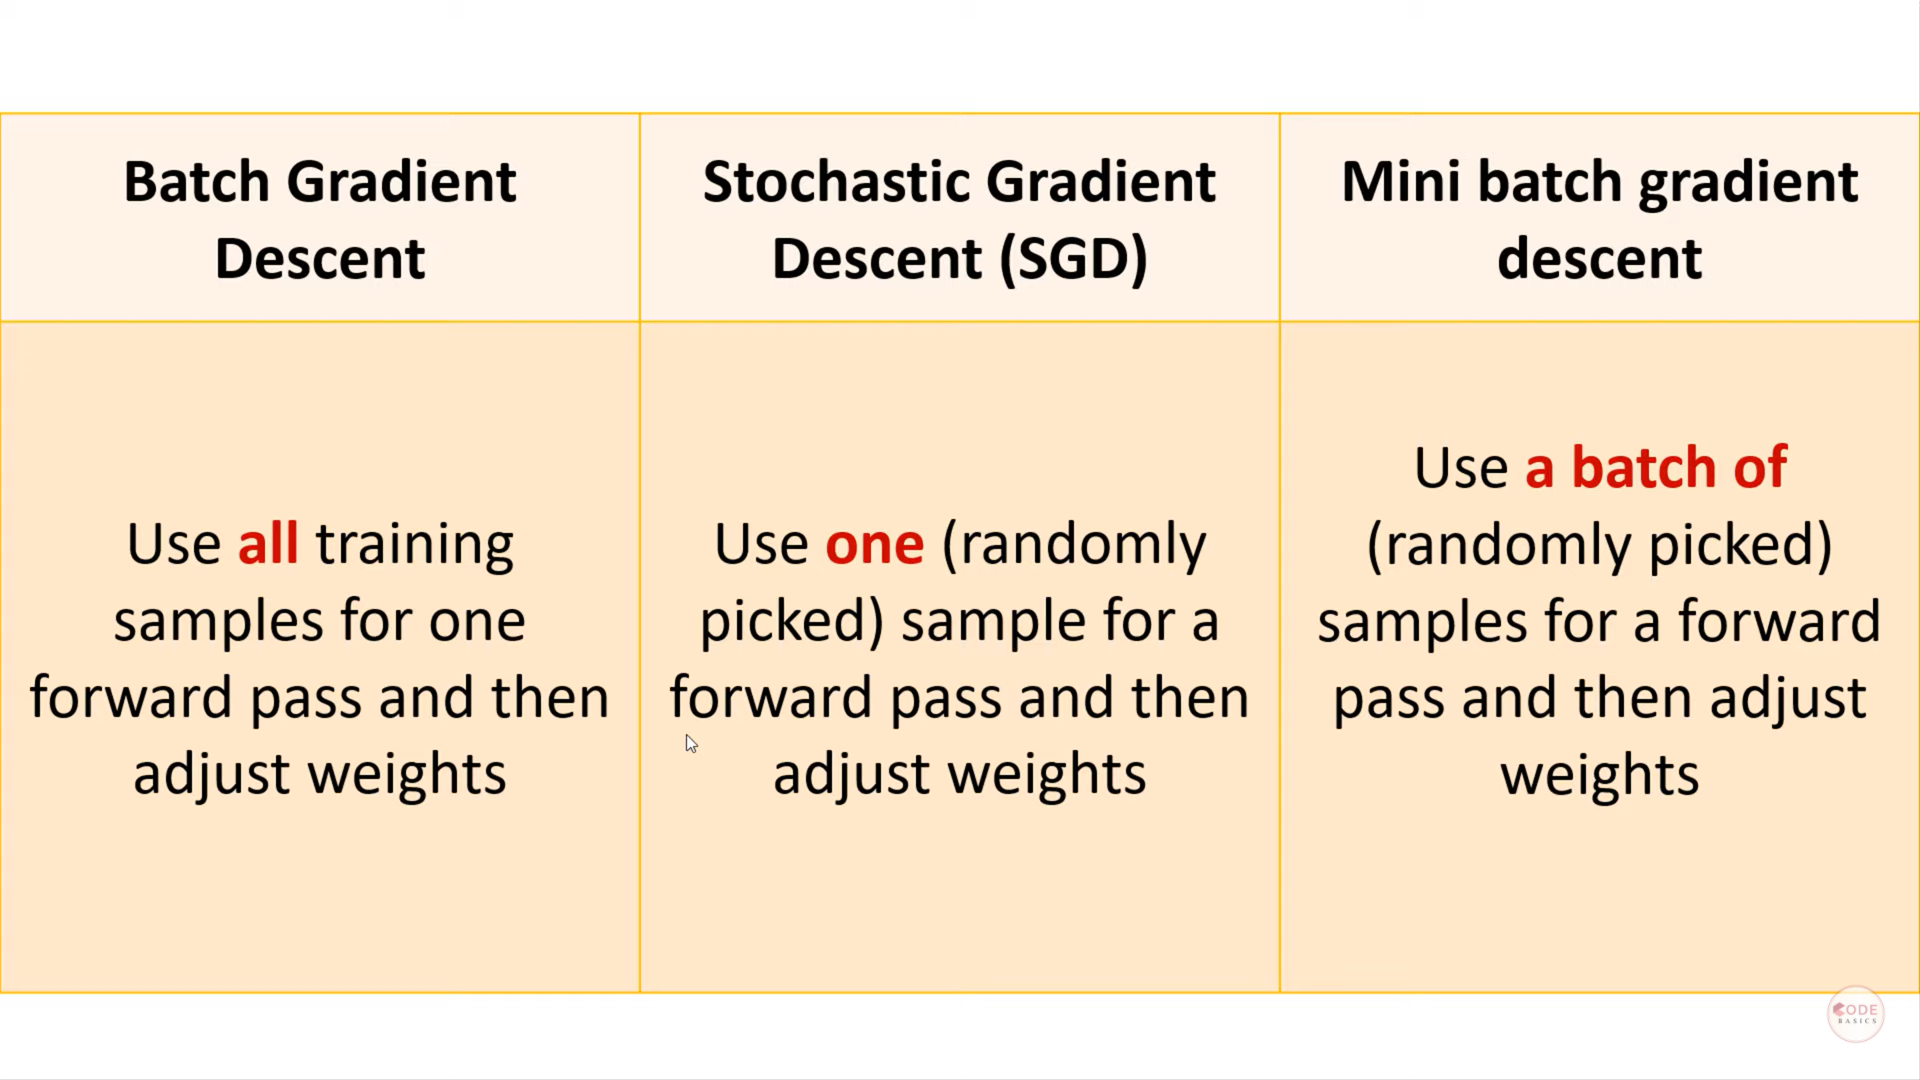 Batch Gradient
Descent
Stochastic Gradient
Descent (SGD)
Mini batch gradient
descent
Use all training
samples for one
forward pass and then
adjust weights
Use one (randomly
picked) sample for a
forward pass and then
adjust weights
Use a batch of
(randomly picked)
samples for a forward
pass and then adjust
weights
CODE
BASICS